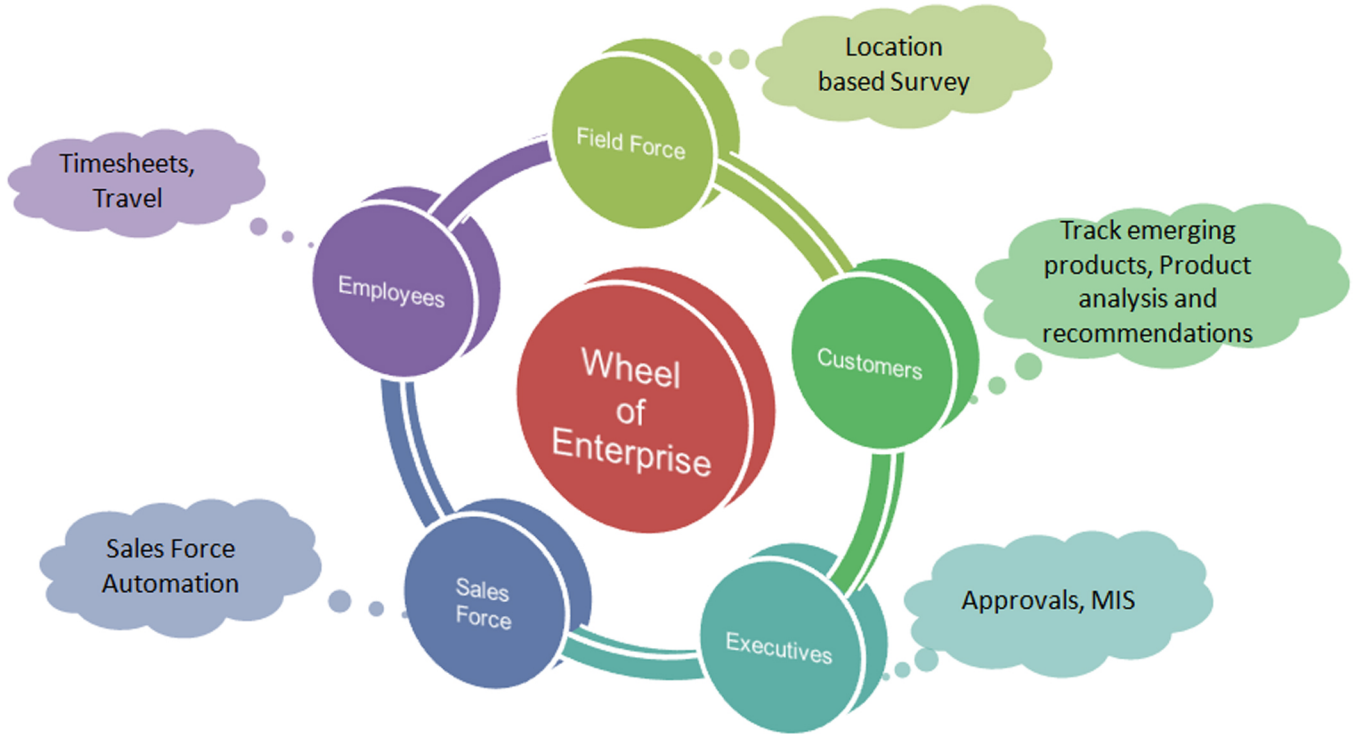 Location
based Survey
Field Force
Timesheets,
Travel
Track emerging
products, Product
analysis and
recommendations
Employees
Customers
Wheel
of
Enterprise
Sales Force
Automation
Sales
Force
Approvals, MIS
Executives